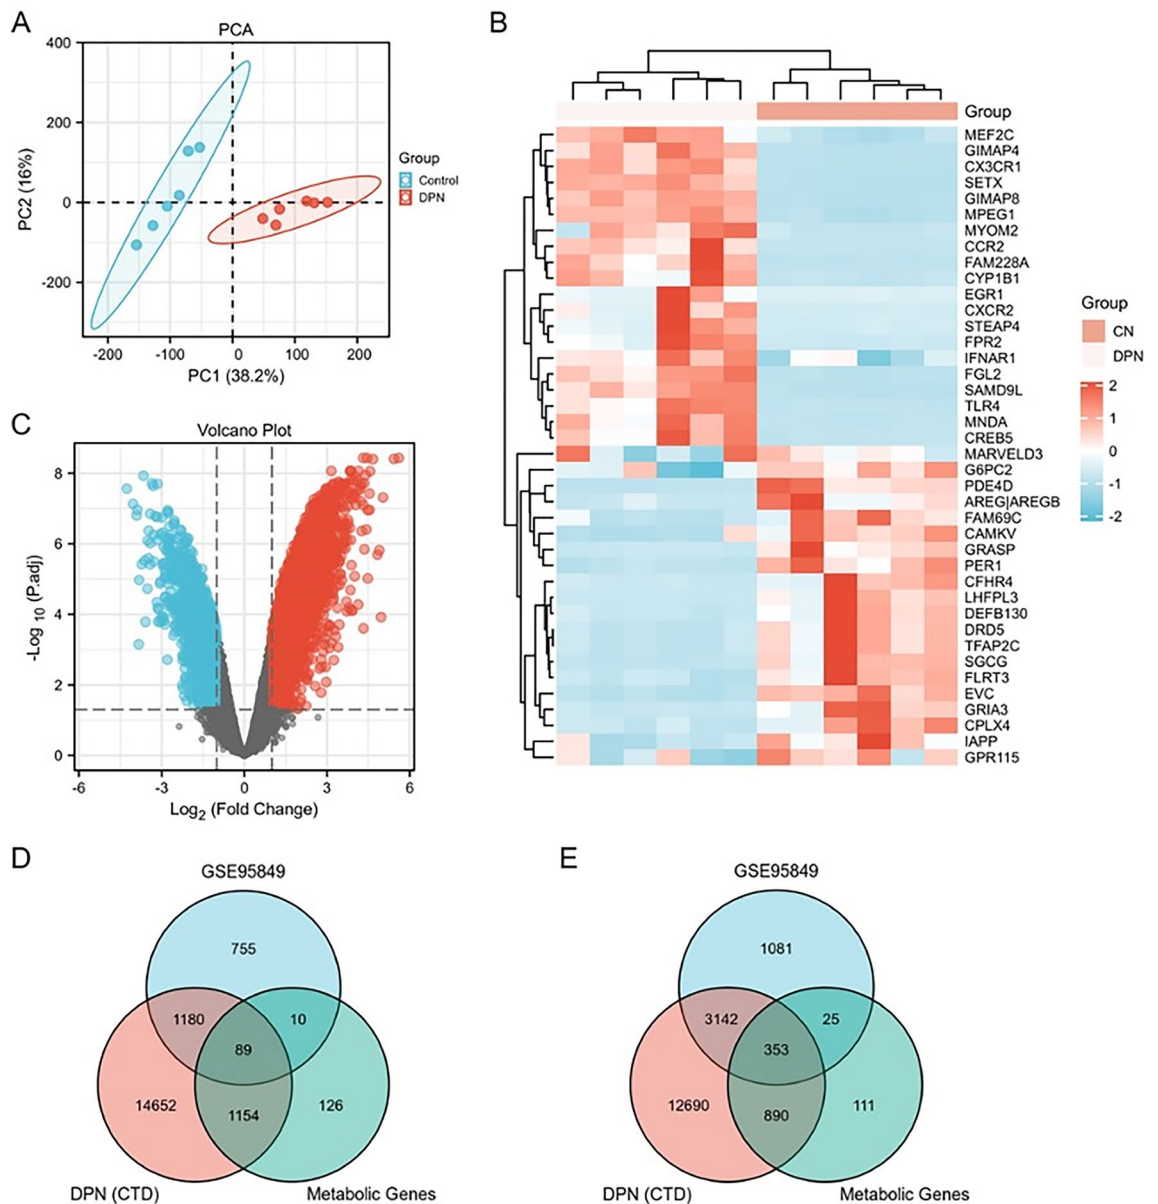 A
PCA
400
200
0
-200
-200
-100
0
100
200
PC2 (16%)
PC1 (38.2%)
Group
Control
DPN
B
Group
MEF2C
GIMAP4
CX3CR1
SETX
GIMAP8
MPEG1
MYOM2
CCR2
FAM228A
CYP1B1
EGR1
CXCR2
STEAP4
FPR2
IFNAR1
FGL2
SAMD9L
TLR4
MNDA
CREB5
MARVELD3
G6PC2
PDE4D
AREG|AREGB
FAM69C
CAMKV
GRASP
PER1
CFHR4
LHFPL3
DEFB130
DRD5
TFAP2C
SGCG
FLRT3
EVC
GRIA3
CPLX4
IAPP
GPR115
Group
CN
DPN
2
1
0
-1
-2
C
Volcano Plot
8
6
4
2
0
-6
-3
0
3
6
-Log 10 (P.adj)
Log2 (Fold Change)
D
GSE95849
755
1180
10
89
14652
1154
126
DPN (CTD)
Metabolic Genes
E
GSE95849
1081
3142
25
353
12690
890
111
DPN (CTD)
Metabolic Genes